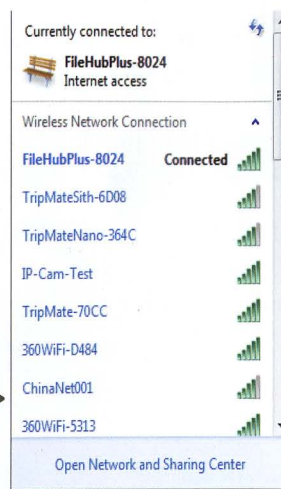 Currently connected to:
FileHubPlus-8024
Internet access
Wireless Network Connection
FileHubPlus-8024 Connected
TripMateSith-6D08
TripMateNano-364C
IP-Cam-Test
TripMate-70CC
360WiFi-D484
ChinaNet001
360WiFi-5313
Open Network and Sharing Center